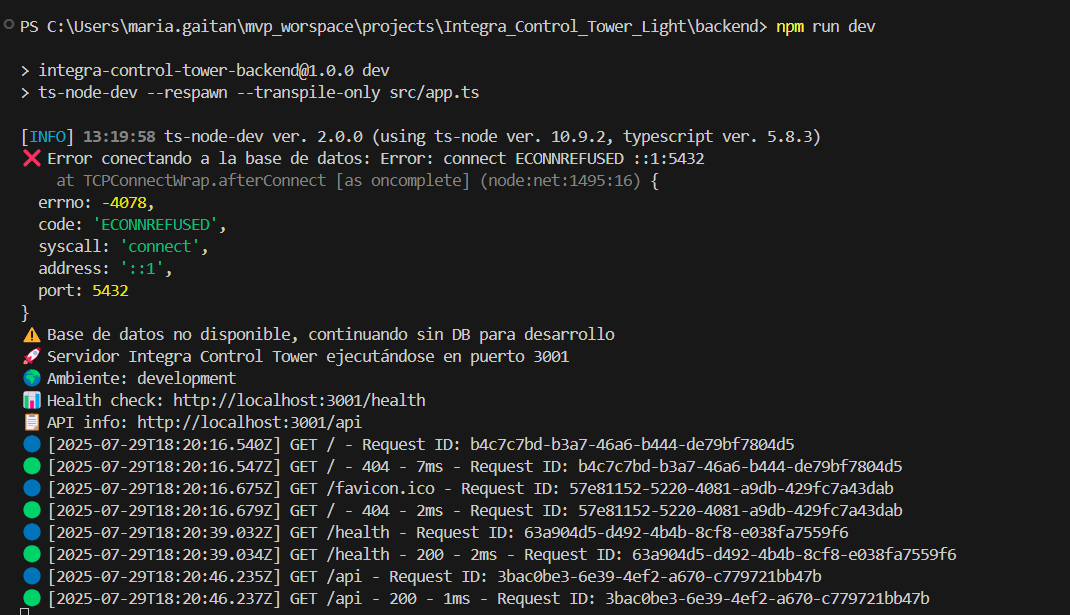 PS C:\Users\maria.gaitan\mvp_worspace\projects\Integra_Control_Tower_Light\backend> npm run dev
> integra-control-tower-backend@1.0.0 dev
> ts-node-dev --respawn --transpile-only src/app.ts
[INFO] 13:19:58 ts-node-dev ver. 2.0.0 (using ts-node ver. 10.9.2, typescript ver. 5.8.3)
❌ Error conectando a la base de datos: Error: connect ECONNREFUSED ::1:5432
    at TCPConnectWrap.afterConnect [as oncomplete] (node:net:1495:16) {
  errno: -4078,
  code: 'ECONNREFUSED',
  syscall: 'connect',
  address: '::1',
  port: 5432
}
⚠️ Base de datos no disponible, continuando sin DB para desarrollo
🚀 Servidor Integra Control Tower ejecutándose en puerto 3001
🌍 Ambiente: development
📊 Health check: http://localhost:3001/health
📋 API info: http://localhost:3001/api
🔵 [2025-07-29T18:20:16.540Z] GET / - Request ID: b4c7c7bd-b3a7-46a6-b444-de79bf7804d5
🟢 [2025-07-29T18:20:16.547Z] GET / - 404 - 7ms - Request ID: b4c7c7bd-b3a7-46a6-b444-de79bf7804d5
🔵 [2025-07-29T18:20:16.675Z] GET /favicon.ico - Request ID: 57e81152-5220-4081-a9db-429fc7a43dab
🟢 [2025-07-29T18:20:16.679Z] GET / - 404 - 2ms - Request ID: 57e81152-5220-4081-a9db-429fc7a43dab
🔵 [2025-07-29T18:20:39.032Z] GET /health - Request ID: 63a904d5-d492-4b4b-8cf8-e038fa7559f6
🟢 [2025-07-29T18:20:39.034Z] GET /health - 200 - 2ms - Request ID: 63a904d5-d492-4b4b-8cf8-e038fa7559f6
🔵 [2025-07-29T18:20:46.235Z] GET /api - Request ID: 3bac0be3-6e39-4ef2-a670-c779721bb47b
🟢 [2025-07-29T18:20:46.237Z] GET /api - 200 - 1ms - Request ID: 3bac0be3-6e39-4ef2-a670-c779721bb47b